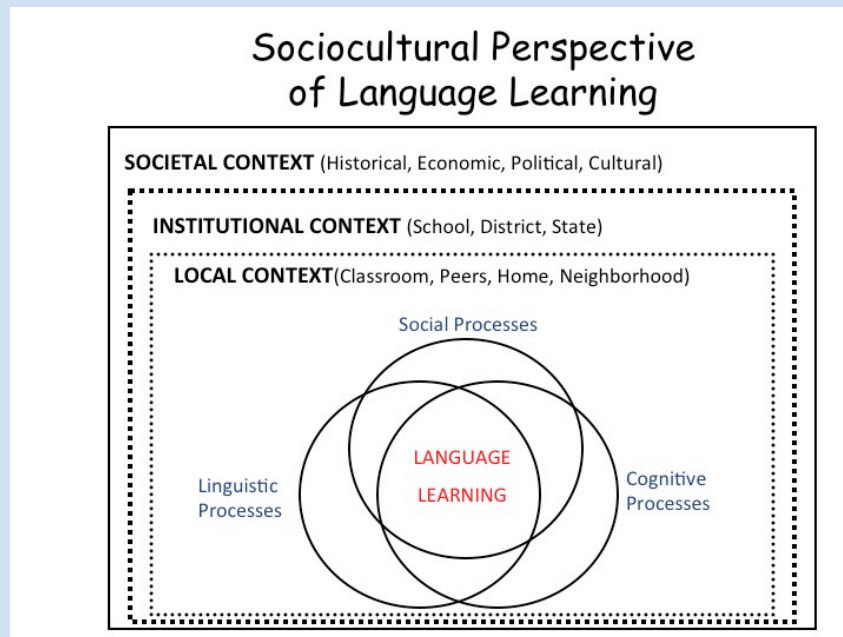 Sociocultural Perspective
of Language Learning
SOCIETAL CONTEXT (Historical, Economic, Political, Cultural)
INSTITUTIONAL CONTEXT (School, District, State)
LOCAL CONTEXT(Classroom, Peers, Home, Neighborhood)
Social Processes
Linguistic
Processes
LANGUAGE
LEARNING
Cognitive
Processes